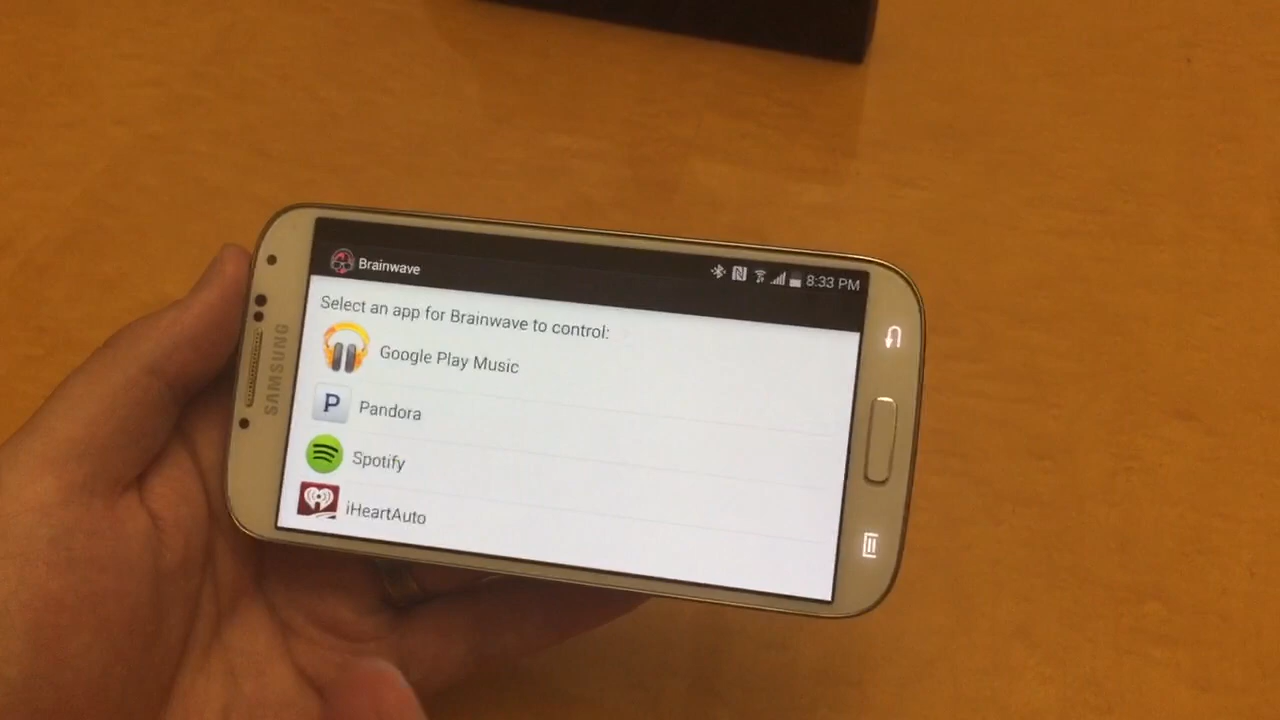 Brainwave
8:33 PM
Select an app for Brainwave to control:
Google Play Music
P Pandora
Spotify
iHeartAuto
SAMSUNG